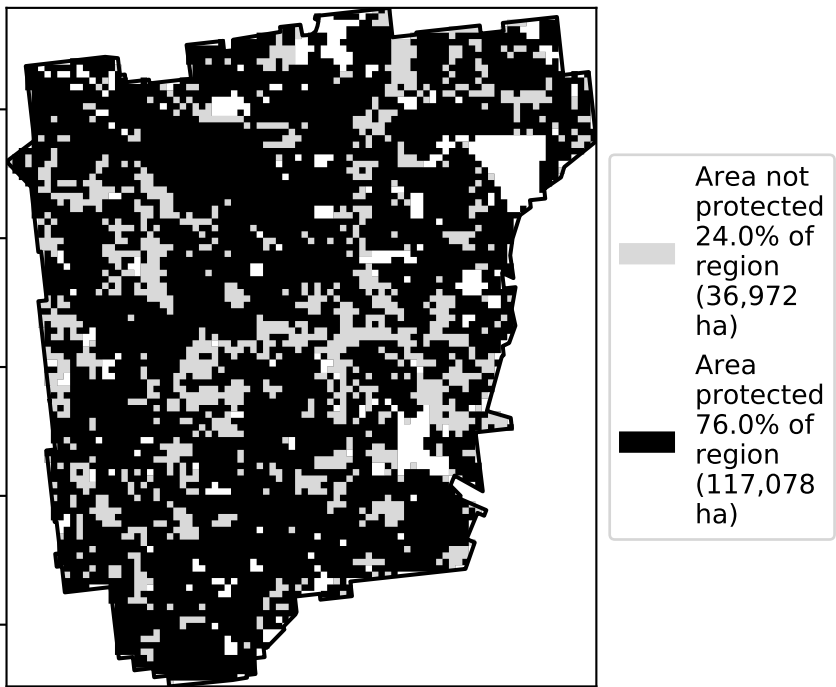 Area not
protected
24.0% of
region
(36,972
ha)
Area
protected
76.0% of
region
(117,078
ha)